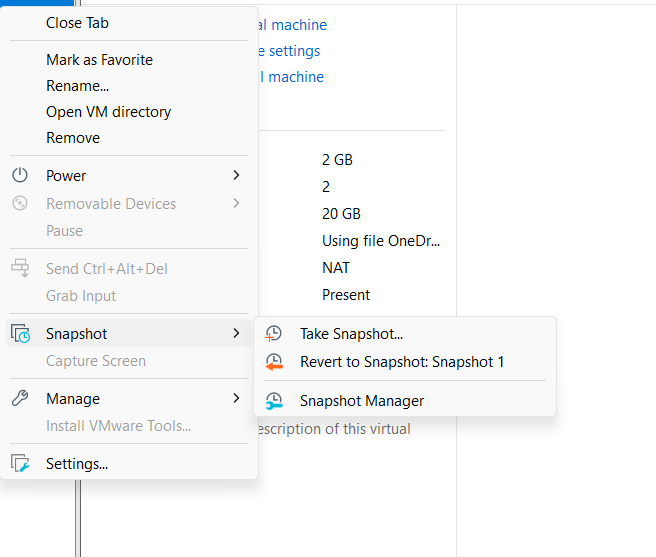 Close Tab
Mark as Favorite
Rename...
Open VM directory
Remove
Power
Removable Devices
Pause
Send Ctrl+Alt+Del
Grab Input
Snapshot
Capture Screen
Manage
Install VMware Tools...
Settings...
machine
settings
machine
2 GB
2
20 GB
Using file OneDr...
NAT
Present
Take Snapshot...
Revert to Snapshot: Snapshot 1
Snapshot Manager
escription of this virtual